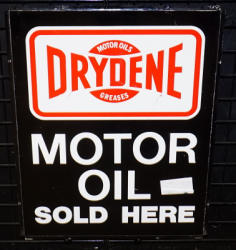 MOTOR OILS
DRYDENE
GREASES
MOTOR
OIL
SOLD HERE